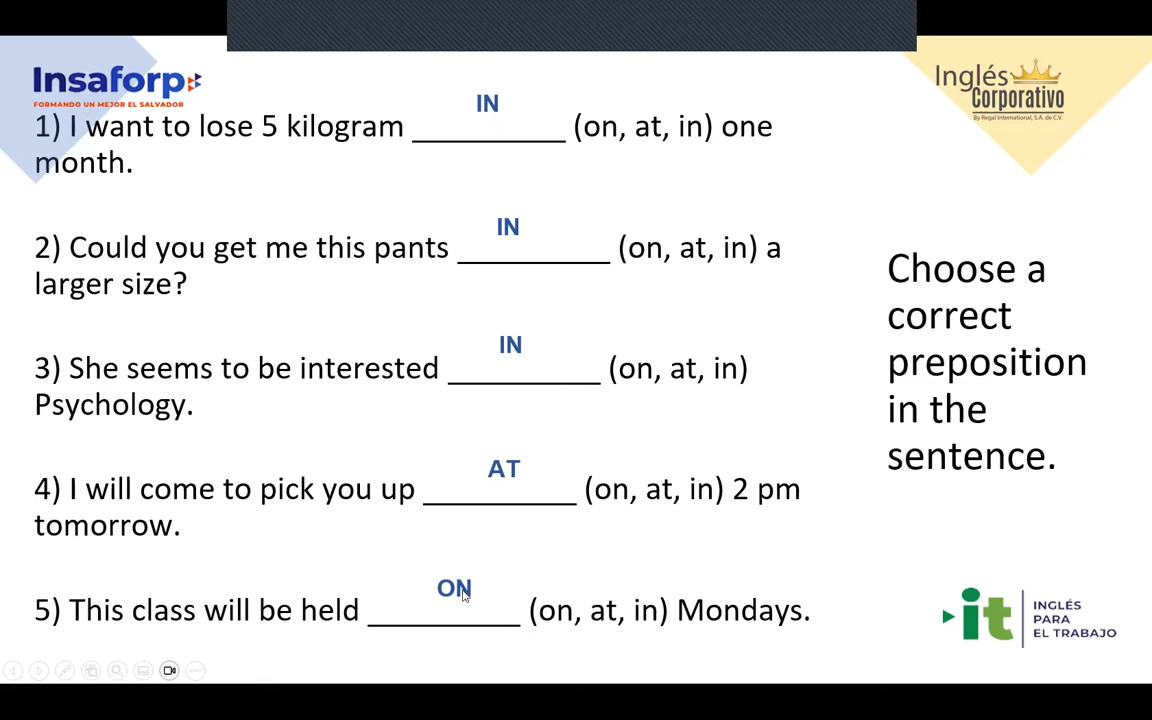 Insaforp
FORMANDO UN MEJOR EL SALVADOR
Inglés
Corporativo
By Regal International, S.A. de C.V.
IN
1) I want to lose 5 kilogram __________ (on, at, in) one
month.
IN
2) Could you get me this pants __________ (on, at, in) a
larger size?
IN
3) She seems to be interested __________ (on, at, in)
Psychology.
AT
4) I will come to pick you up __________ (on, at, in) 2 pm
tomorrow.
ON
5) This class will be held __________ (on, at, in) Mondays.
Choose a
correct
preposition
in the
sentence.
it
INGLÉS
PARA
EL TRABAJO